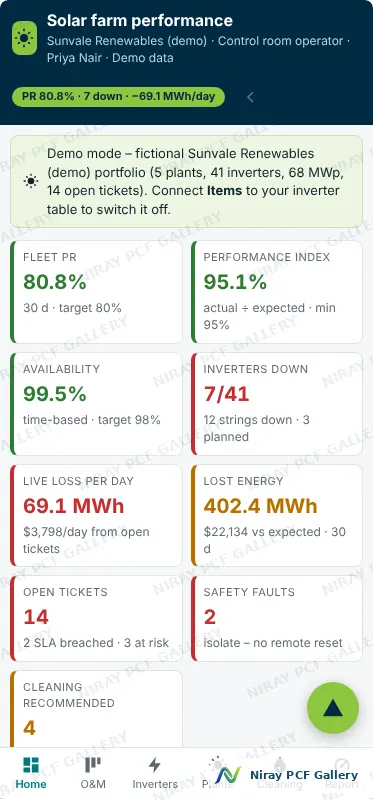 Solar farm performance
Sunvale Renewables (demo) · Control room operator ·
Priya Nair · Demo data
PR 80.8% · 7 down · −69.1 MWh/day
Demo mode – fictional Sunvale Renewables
(demo) portfolio (5 plants, 41 inverters, 68 MWp,
14 open tickets). Connect Items to your inverter
table to switch it off.
FLEET PR
80.8%
30 d · target 80%
PERFORMANCE INDEX
95.1%
actual ÷ expected · min
95%
AVAILABILITY
99.5%
time-based · target 98%
INVERTERS DOWN
7/41
12 strings down · 3
planned
LIVE LOSS PER DAY
69.1 MWh
$3,798/day from open
tickets
LOST ENERGY
402.4 MWh
$22,134 vs expected · 30
d
OPEN TICKETS
14
2 SLA breached · 3 at risk
SAFETY FAULTS
2
isolate – no remote reset
CLEANING
RECOMMENDED
4
Home
O&M
Inverters
Plants
Cleaning
Report
Niray PCF Gallery
NIRAY PCF GALLERY